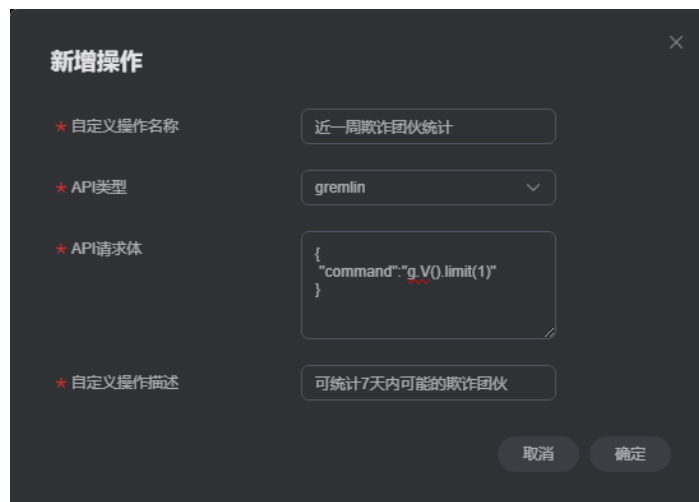 新增操作
* 自定义操作名称 近一周欺诈团伙统计
* API类型 gremlin
* API请求体
{
"command":"g.V().limit(1)"
}
* 自定义操作描述 可统计7天内可能的欺诈团伙
取消 确定